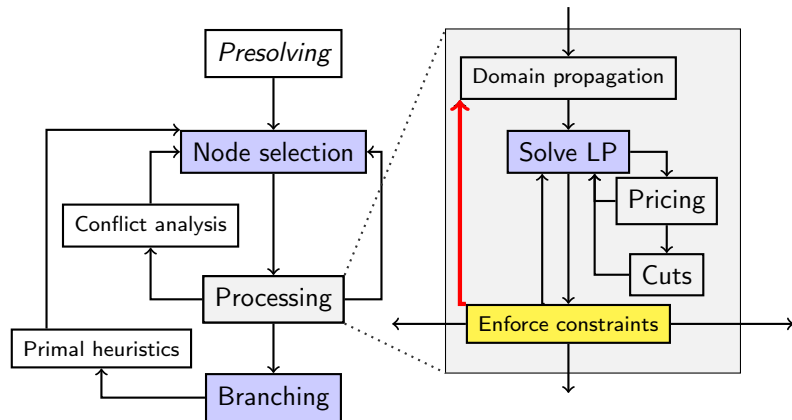 Presolving
Node selection
Conflict analysis
Processing
Primal heuristics
Branching
Domain propagation
Solve LP
Pricing
Cuts
Enforce constraints